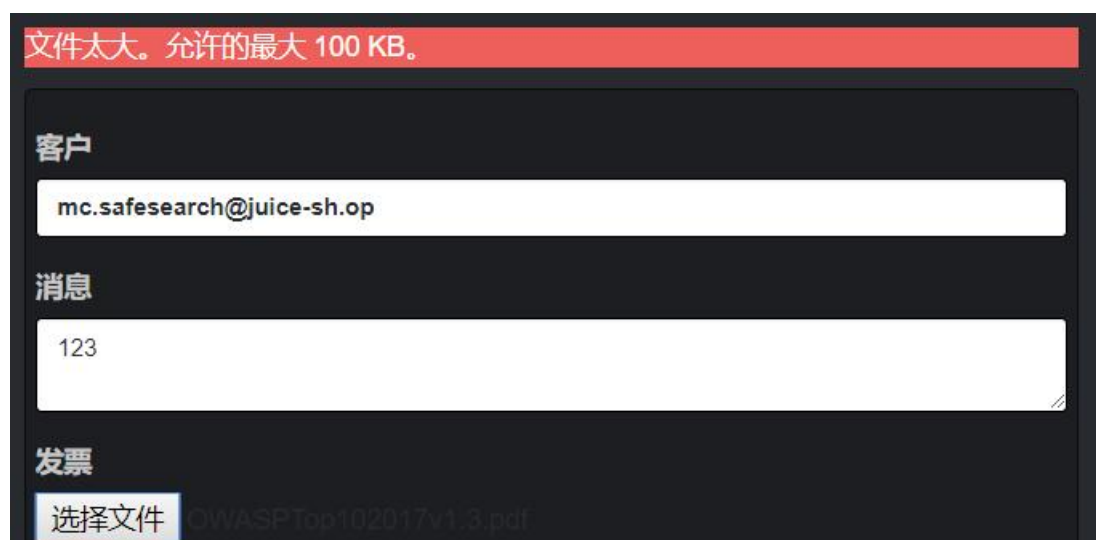 文件太大。允许的最大 100 KB。
客户
mc.safesearch@juice-sh.op
消息
123
发票
选择文件 OWASPTop102017v1.3.pdf